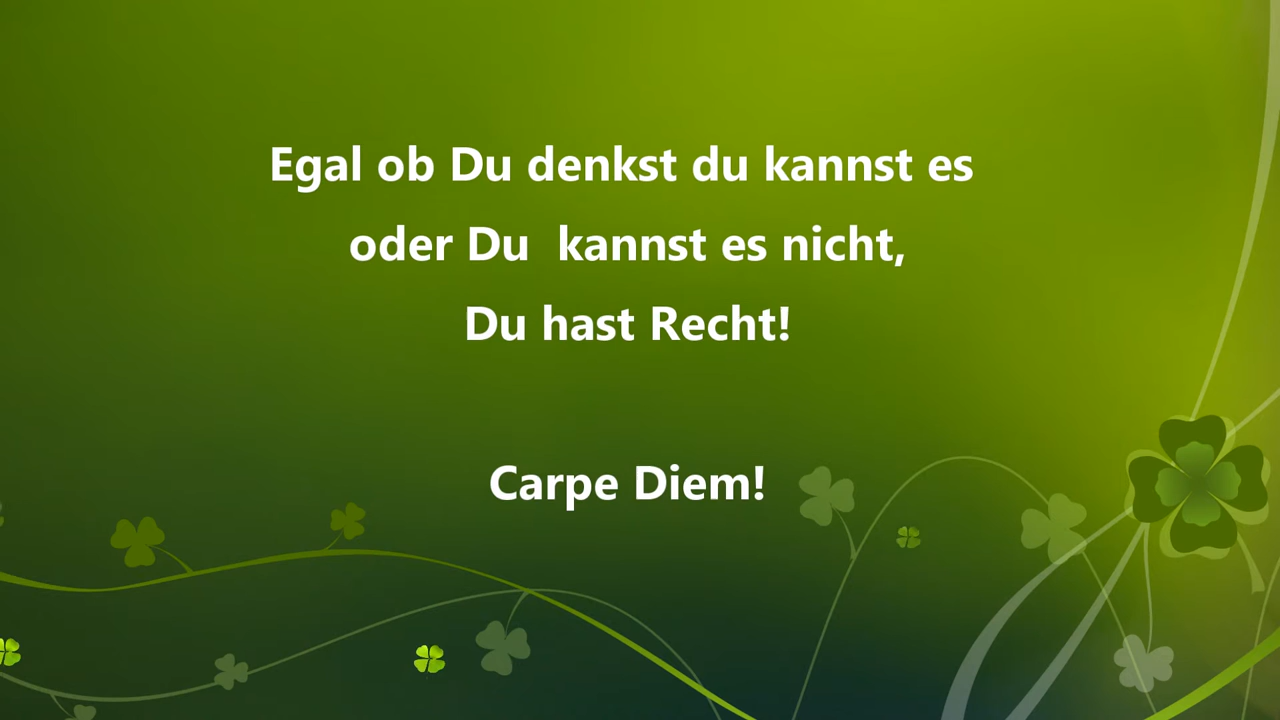 Egal ob Du denkst du kannst es
oder Du  kannst es nicht,
Du hast Recht!
Carpe Diem!